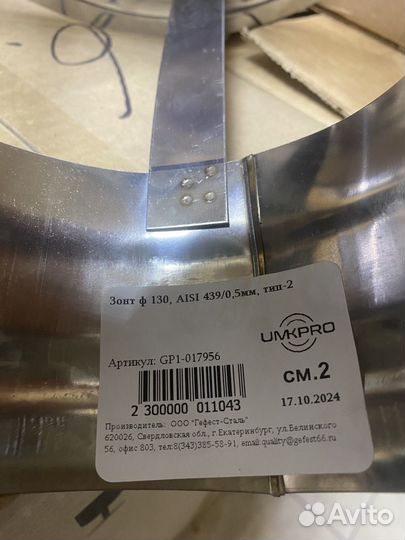 Зонт ф 130, AISI 439/0,5мм, тип-2
UMKPRO
Артикул: GP1-017956
см.2
2 300000 011043
17.10.2024
Производитель: ООО "Гефест-Сталь"
620026, Свердловская обл., г.Екатеринбург, ул.Белинского
56, офис 803, тел:8(343)385-58-91, email:quality@gefest66.ru
Avito